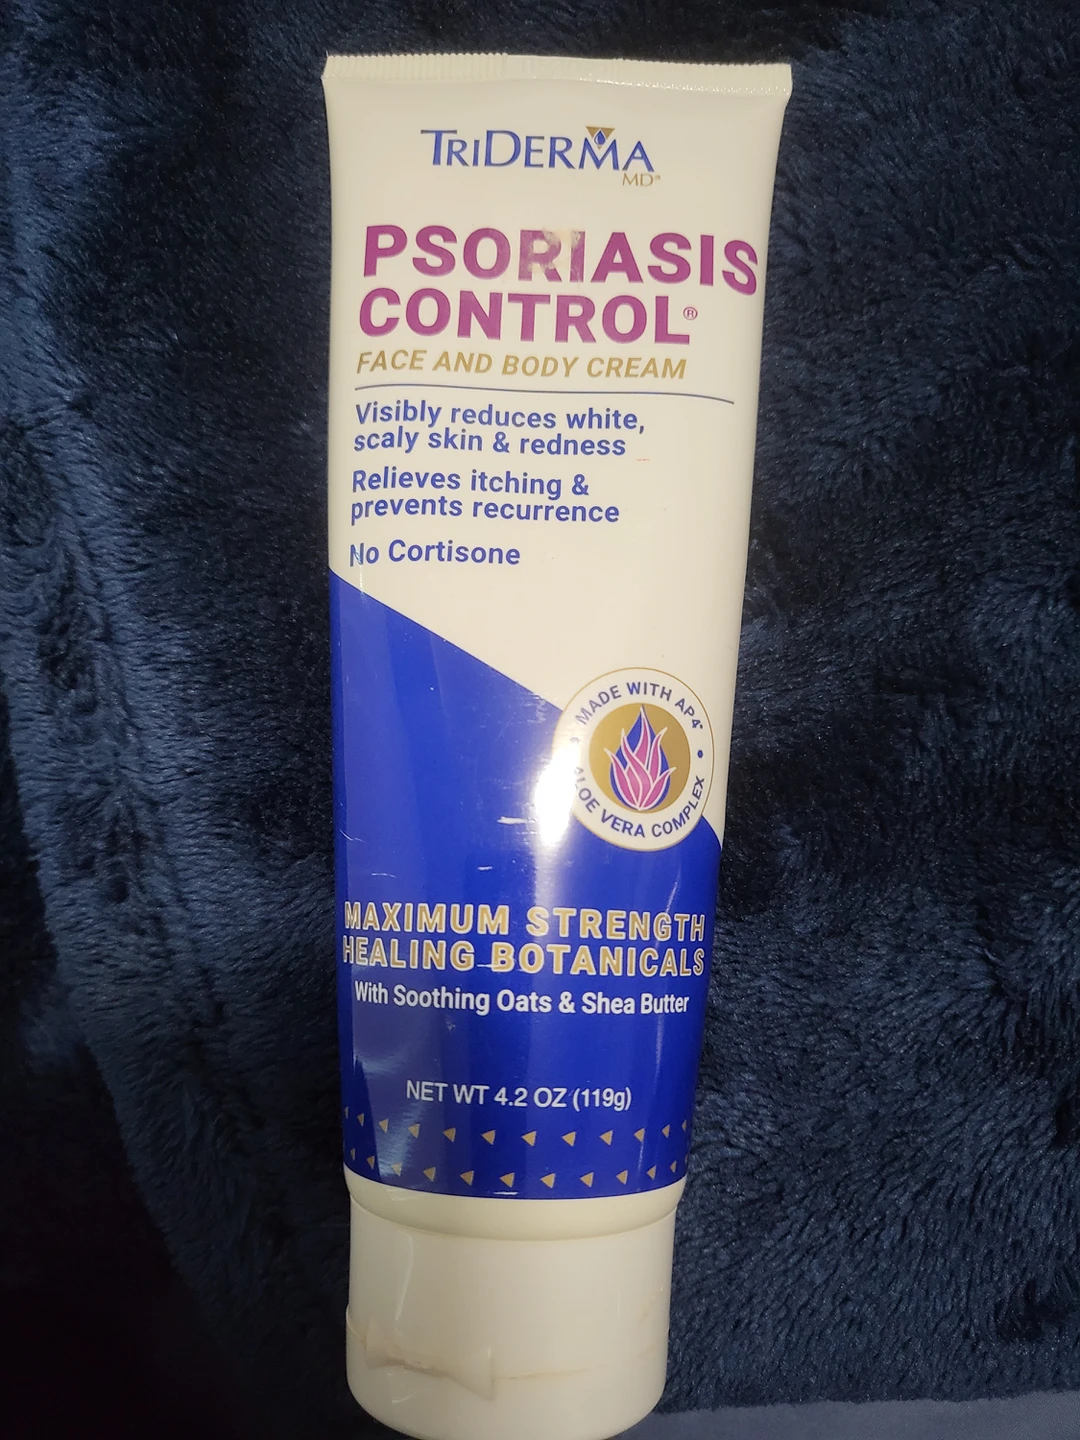 TRIDERMA
MD®
PSORIASIS
CONTROL®
FACE AND BODY CREAM
Visibly reduces white,
scaly skin & redness
Relieves itching &
prevents recurrence
No Cortisone
MADE WITH AP4®
ALOE VERA COMPLEX
MAXIMUM STRENGTH
HEALING BOTANICALS
With Soothing Oats & Shea Butter
NET WT 4.2 OZ (119g)